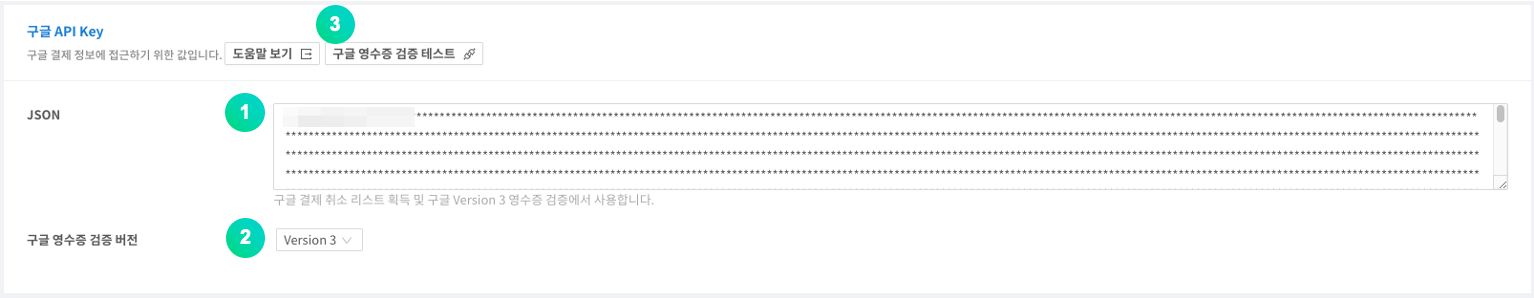 구글 API Key
3
구글 결제 정보에 접근하기 위한 값입니다. 도움말 보기 구글 영수증 검증 테스트
JSON
1
구글 결제 취소 리스트 획득 및 구글 Version 3 영수증 검증에서 사용합니다.
구글 영수증 검증 버전
2
Version 3